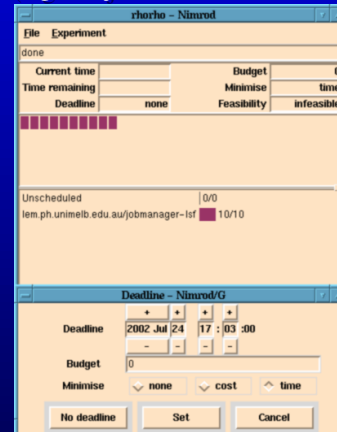 rhorho – Nimrod
File Experiment
done
Current time Budget 0
Time remaining Minimise time
Deadline none Feasibility infeasible
Unscheduled 0/0
lem.ph.unimelb.edu.au/jobmanager-lsf 10/10
Deadline – Nimrod/G
+ + + +
Deadline 2002 Jul 24 17 : 03 :00
– – – –
Budget 0
Minimise none cost time
No deadline Set Cancel